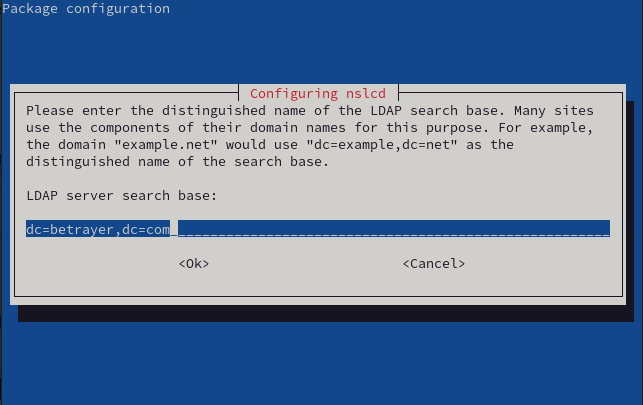 Package configuration
Configuring nslcd
Please enter the distinguished name of the LDAP search base. Many sites
use the components of their domain names for this purpose. For example,
the domain "example.net" would use "dc=example,dc=net" as the
distinguished name of the search base.
LDAP server search base:
dc=betrayer,dc=com
<Ok> <Cancel>